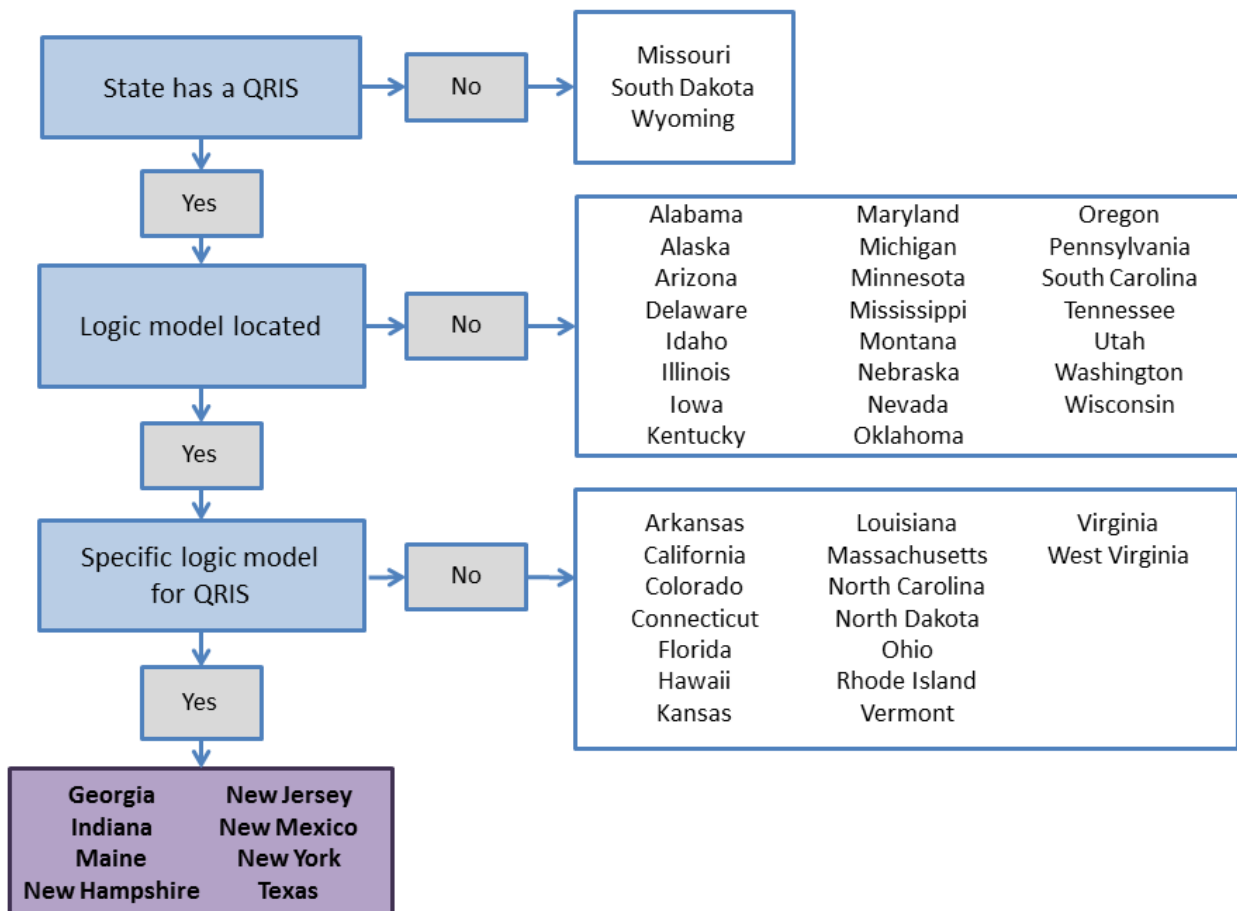 State has a QRIS
No
Missouri
South Dakota
Wyoming
Yes
Logic model located
No
Alabama Maryland Oregon
Alaska Michigan Pennsylvania
Arizona Minnesota South Carolina
Delaware Mississippi Tennessee
Idaho Montana Utah
Illinois Nebraska Washington
Iowa Nevada Wisconsin
Kentucky Oklahoma
Yes
Specific logic model
for QRIS
No
Arkansas Louisiana Virginia
California Massachusetts West Virginia
Colorado North Carolina
Connecticut North Dakota
Florida Ohio
Hawaii Rhode Island
Kansas Vermont
Yes
Georgia New Jersey
Indiana New Mexico
Maine New York
New Hampshire Texas